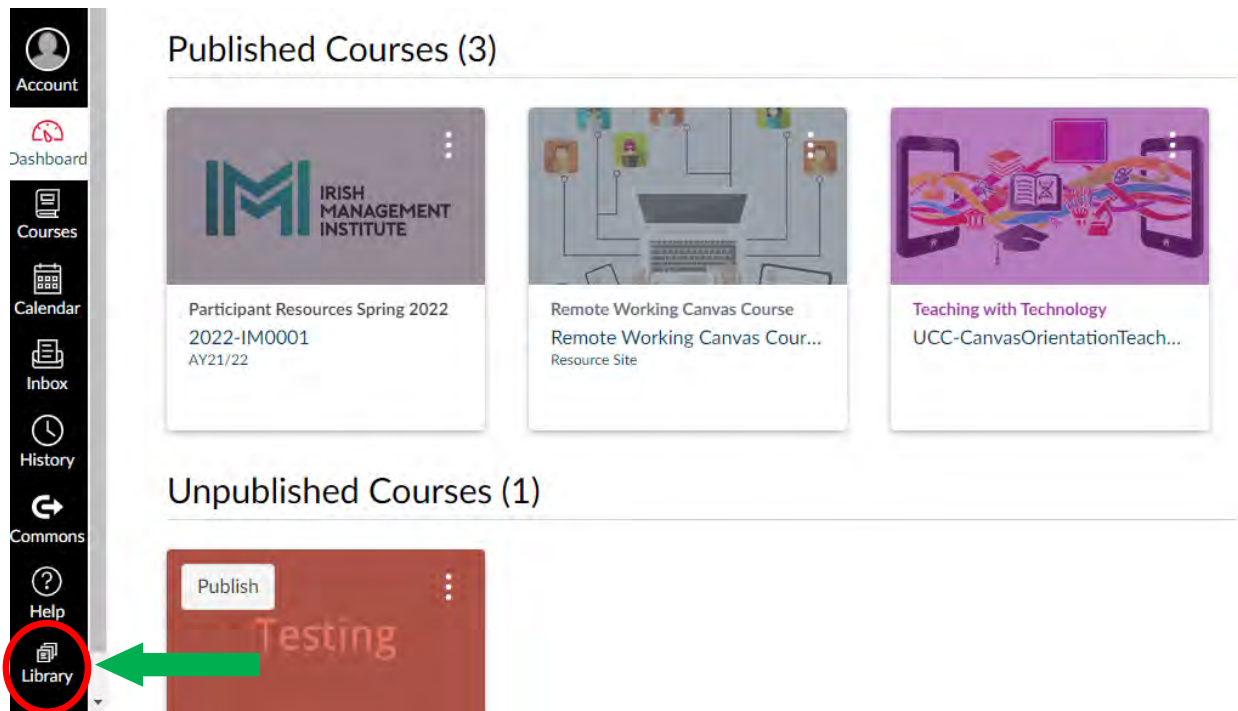 Account
Dashboard
Courses
Calendar
Inbox
History
Commons
Help
Library
Published Courses (3)
IMI IRISH
MANAGEMENT
INSTITUTE
Participant Resources Spring 2022
2022-IM0001
AY21/22
Remote Working Canvas Course
Remote Working Canvas Cour...
Resource Site
Teaching with Technology
UCC-CanvasOrientationTeach...
Unpublished Courses (1)
Publish
Testing